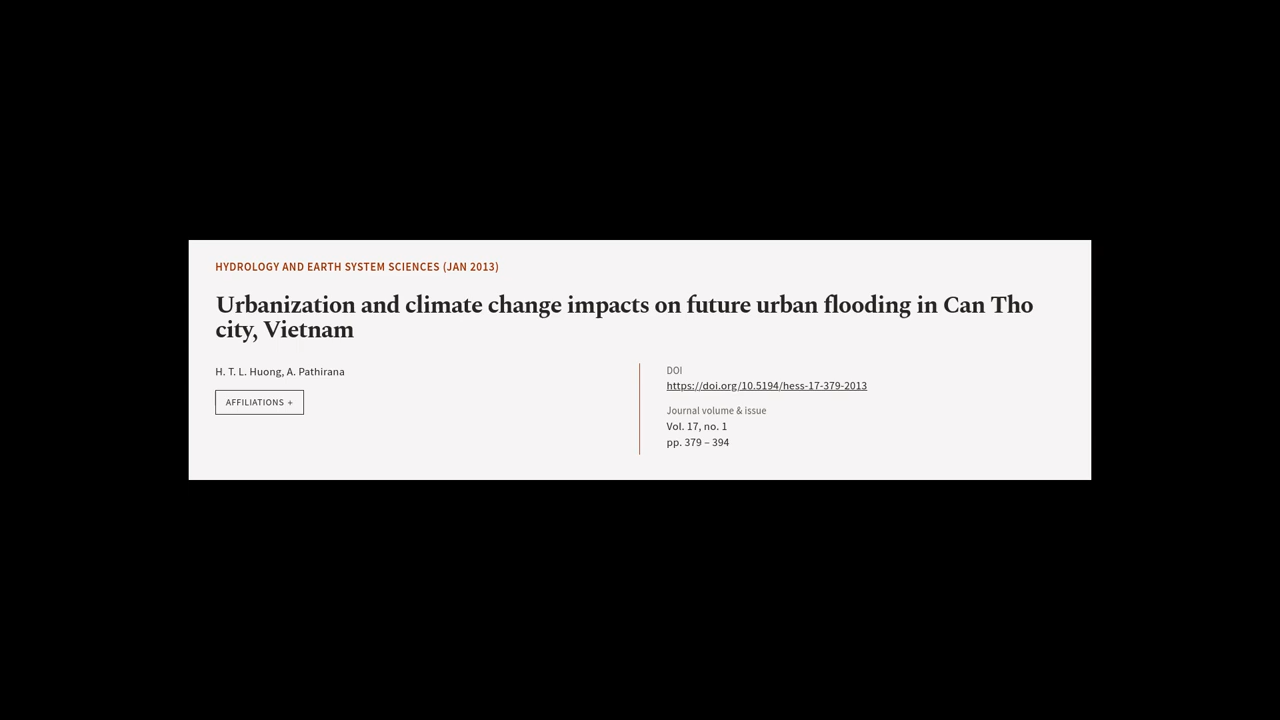 HYDROLOGY AND EARTH SYSTEM SCIENCES (JAN 2013)
Urbanization and climate change impacts on future urban flooding in Can Tho
city, Vietnam
H. T. L. Huong, A. Pathirana
AFFILIATIONS +
DOI
https://doi.org/10.5194/hess-17-379-2013
Journal volume & issue
Vol. 17, no. 1
pp. 379 – 394